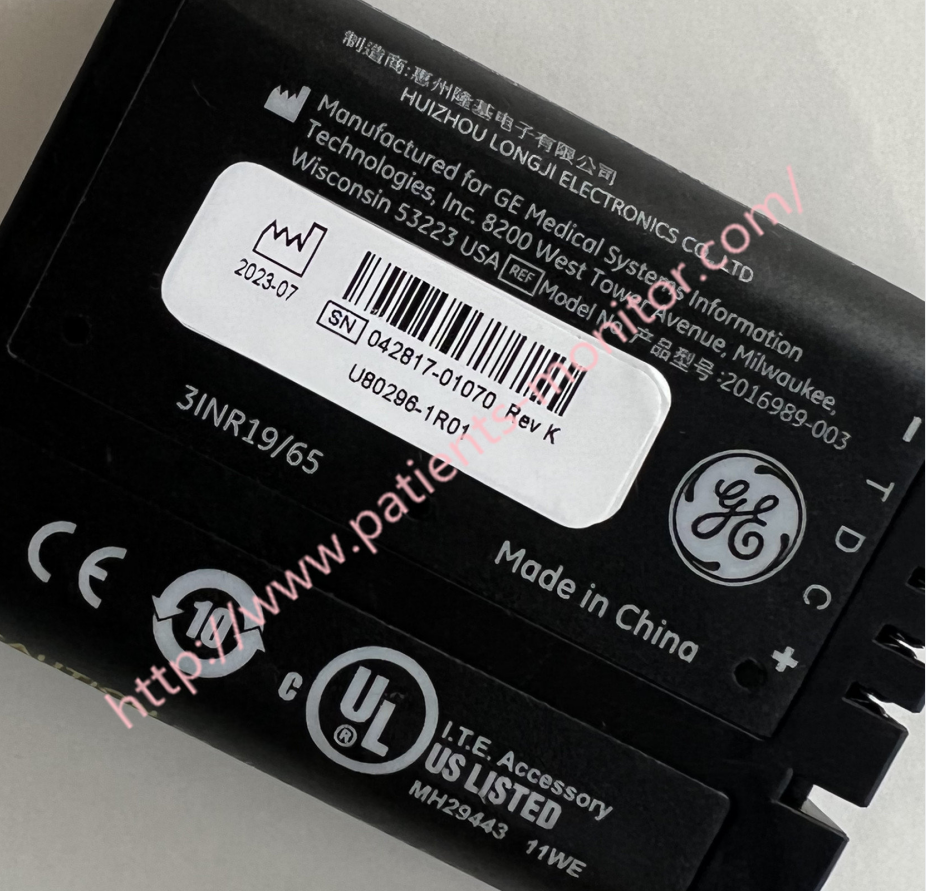 制造商:惠州隆基电子有限公司
HUIZHOU LONGJI ELECTRONICS CO., LTD
Manufactured for GE Medical Systems Information
Technologies, Inc. 8200 West Tower Avenue, Milwaukee,
Wisconsin 53223 USA REF Model No./产品型号:2016989-003
2023-07
SN 042817-01070 Rev K
U80296-1R01
3INR19/65
GE
Made in China
T
D
C
+
CE
10
C UL ® I.T.E. Accessory
US LISTED
MH29443 11WE
http://www.patients-monitor.com/